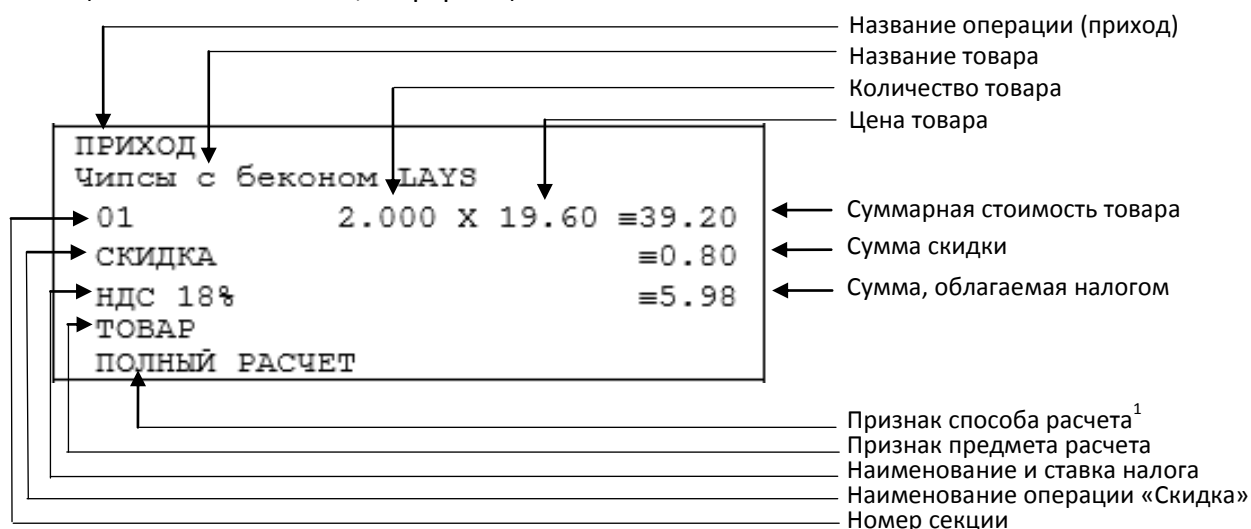 Название операции (приход)
Название товара
Количество товара
Цена товара
ПРИХОД
Чипсы с беконом LAYS
01 2.000 X 19.60 ≡39.20
СКИДКА ≡0.80
НДС 18% ≡5.98
ТОВАР
ПОЛНЫЙ РАСЧЕТ
Суммарная стоимость товара
Сумма скидки
Сумма, облагаемая налогом
Признак способа расчета¹
Признак предмета расчета
Наименование и ставка налога
Наименование операции «Скидка»
Номер секции